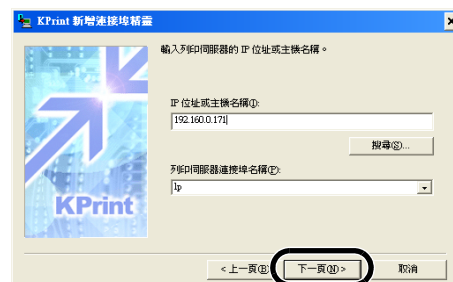 KPrint 新增連接埠精靈
輸入列印伺服器的 IP 位址或主機名稱。
IP 位址或主機名稱(I):
192.160.0.171
搜尋(S)...
列印伺服器連接埠名稱(P):
lp
KPrint
< 上一頁(B)
下一頁(N) >
取消